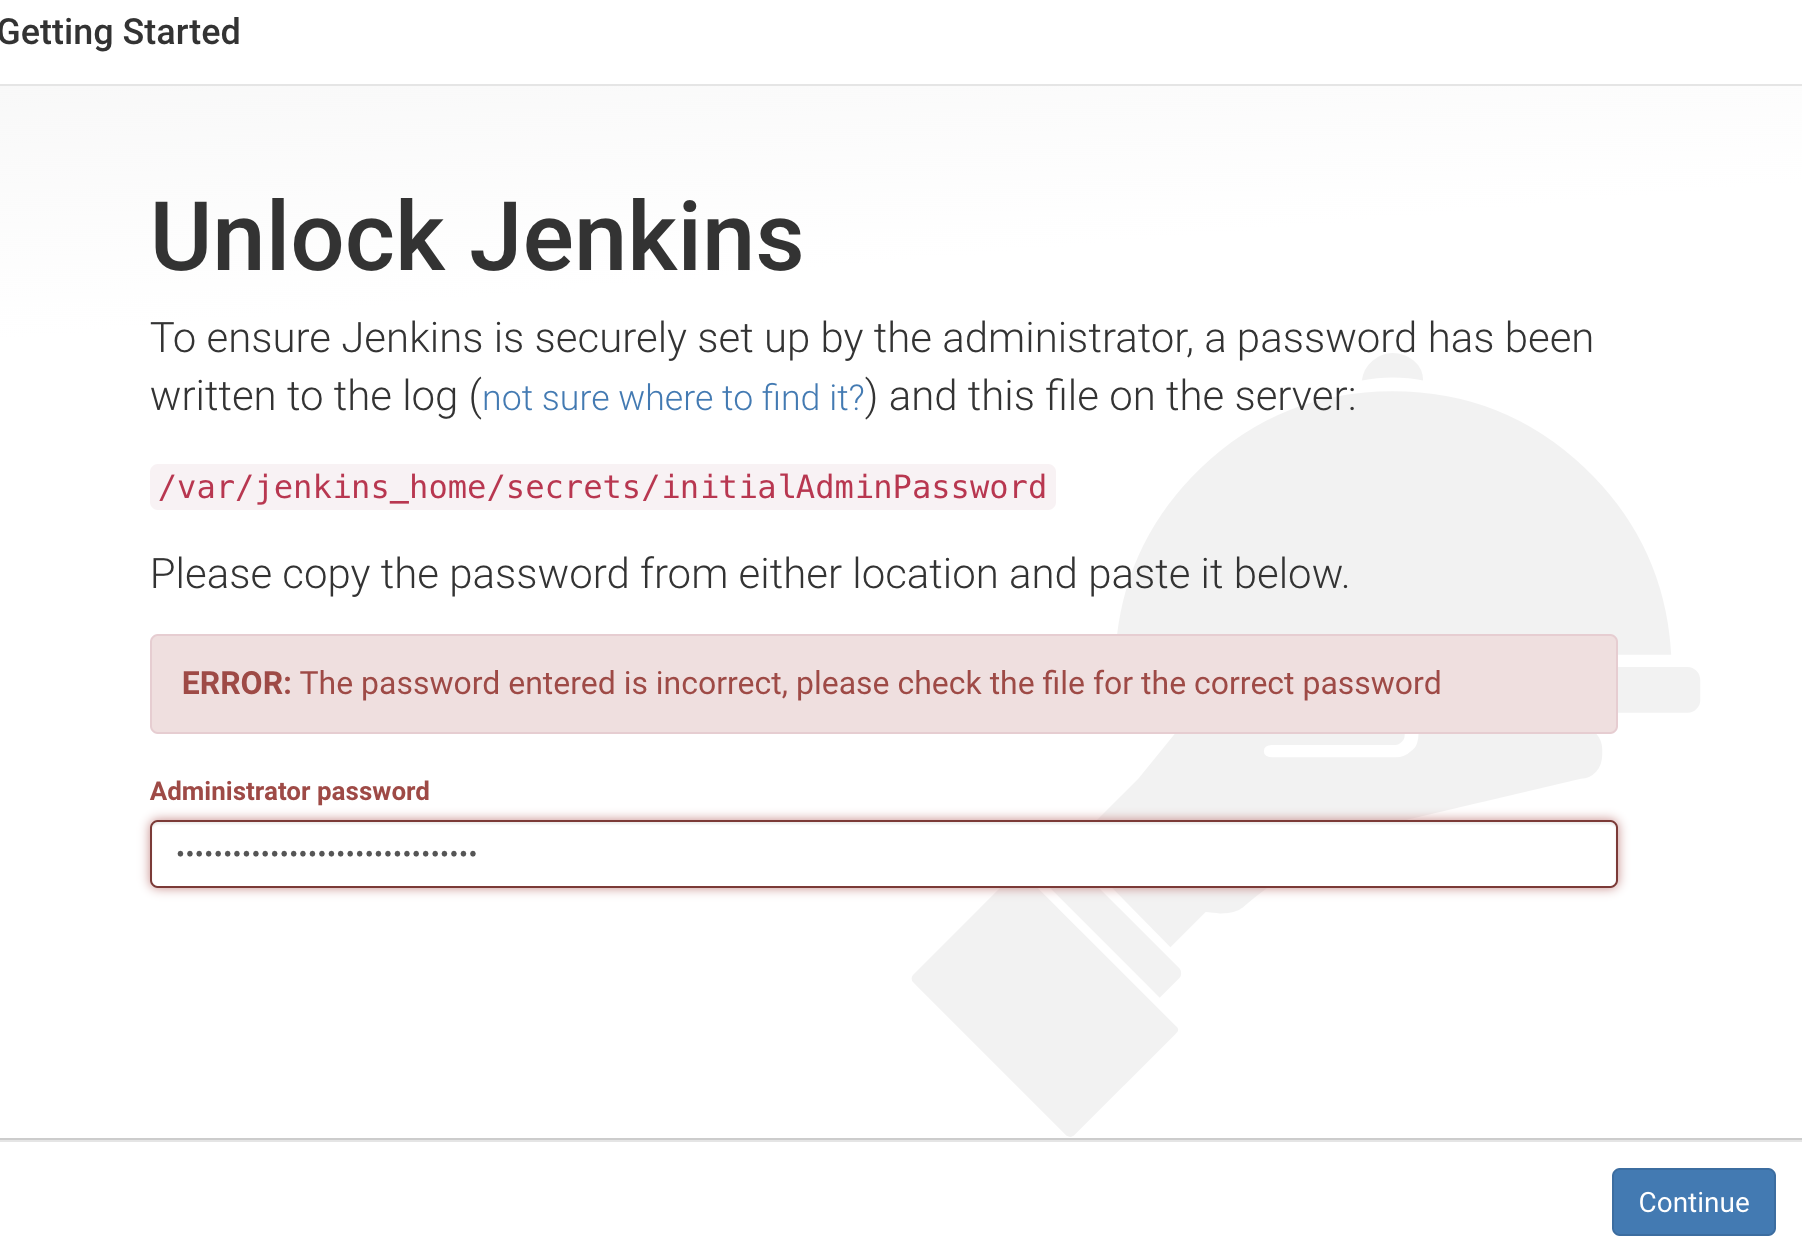 Getting Started
Unlock Jenkins
To ensure Jenkins is securely set up by the administrator, a password has been
written to the log (not sure where to find it?) and this file on the server:
/var/jenkins_home/secrets/initialAdminPassword
Please copy the password from either location and paste it below.
ERROR: The password entered is incorrect, please check the file for the correct password
Administrator password
Continue